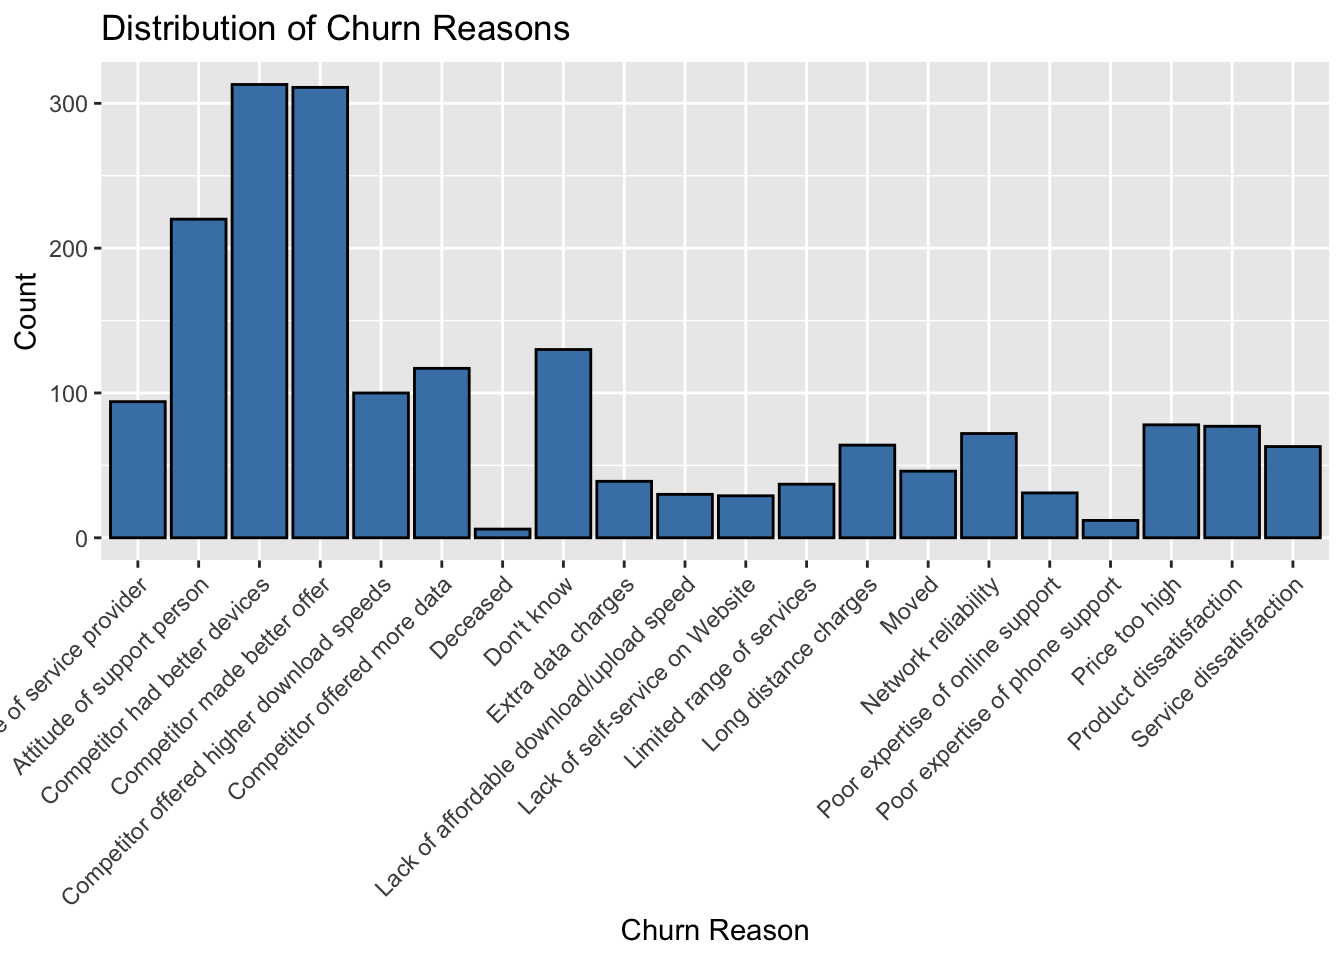 Distribution of Churn Reasons
Count
300
200
100
0
of service provider
Attitude of support person
Competitor had better devices
Competitor made better offer
Competitor offered higher download speeds
Competitor offered more data
Deceased
Don't know
Extra data charges
Lack of affordable download/upload speed
Lack of self-service on Website
Limited range of services
Long distance charges
Moved
Network reliability
Poor expertise of online support
Poor expertise of phone support
Price too high
Product dissatisfaction
Service dissatisfaction
Churn Reason